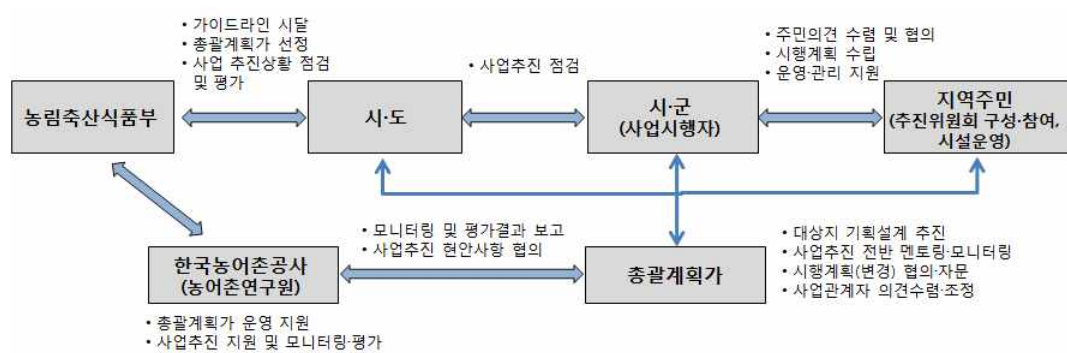 • 가이드라인 시달
• 총괄계획가 선정
• 사업 추진상황 점검
및 평가
• 사업추진 점검
• 주민의견 수렴 및 협의
• 시행계획 수립
• 운영·관리 지원
농림축산식품부
시·도
시·군
(사업시행자)
지역주민
(추진위원회 구성·참여,
시설운영)
• 모니터링 및 평가결과 보고
• 사업추진 현안사항 협의
• 대상지 기획설계 추진
• 사업추진 전반 멘토링·모니터링
• 시행계획(변경) 협의·자문
• 사업관계자 의견수렴·조정
한국농어촌공사
(농어촌연구원)
총괄계획가
• 총괄계획가 운영 지원
• 사업추진 지원 및 모니터링·평가